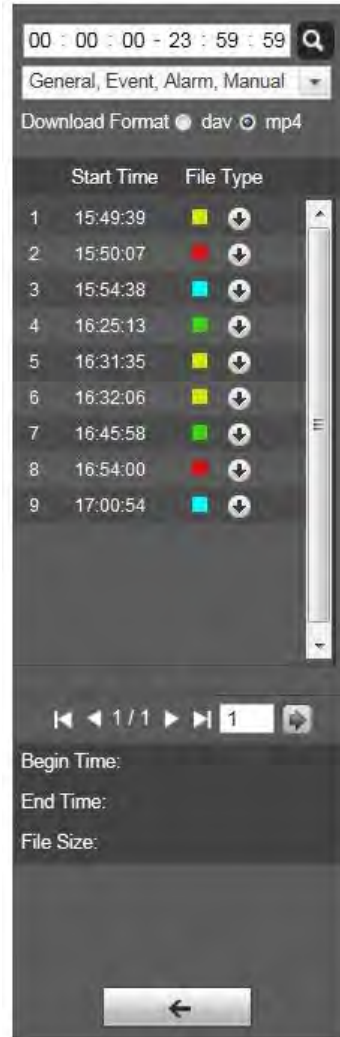 00 : 00 : 00 - 23 : 59 : 59
General, Event, Alarm, Manual
Download Format dav mp4
Start Time File Type
1 15:49:39
2 15:50:07
3 15:54:38
4 16:25:13
5 16:31:35
6 16:32:06
7 16:45:58
8 16:54:00
9 17:00:54
1 / 1 1
Begin Time:
End Time:
File Size: